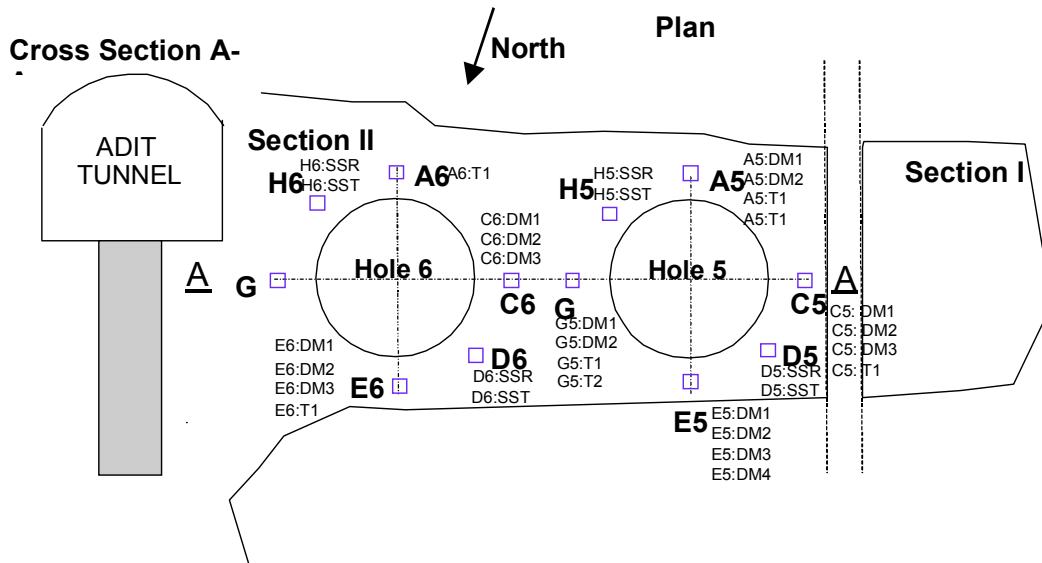 Plan
North
Cross Section A-
ADIT
TUNNEL
Section II
Section I
H6:SSR
H6:SST
H6
A6
A6:T1
H5:SSR
H5:SST
H5
A5
A5:DM1
A5:DM2
A5:T1
A5:T1
C6:DM1
C6:DM2
C6:DM3
Hole 6
Hole 5
A
G
C6
G
C5
A
G5:DM1
G5:DM2
G5:T1
G5:T2
C5: DM1
C5: DM2
C5: DM3
C5: T1
E6:DM1
E6:DM2
E6:DM3
E6:T1
E6
D6
D6:SSR
D6:SST
D5
D5:SSR
D5:SST
E5
E5:DM1
E5:DM2
E5:DM3
E5:DM4